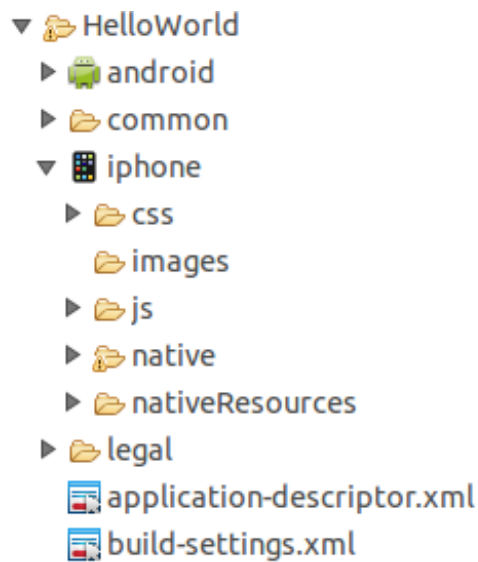 HelloWorld
android
common
iphone
css
images
js
native
nativeResources
legal
application-descriptor.xml
build-settings.xml